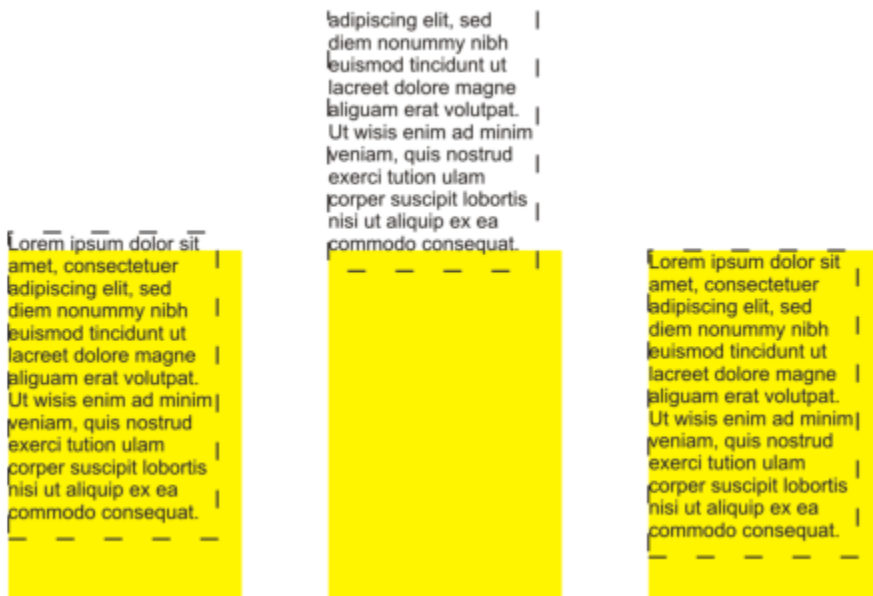 Lorem ipsum dolor sit
amet, consectetuer
adipiscing elit, sed
diem nonummy nibh
euismod tincidunt ut
lacreet dolore magne
aliguam erat volutpat.
Ut wisis enim ad minim
veniam, quis nostrud
exerci tution ulam
corper suscipit lobortis
nisi ut aliquip ex ea
commodo consequat.
adipiscing elit, sed
diem nonummy nibh
euismod tincidunt ut
lacreet dolore magne
aliguam erat volutpat.
Ut wisis enim ad minim
veniam, quis nostrud
exerci tution ulam
corper suscipit lobortis
nisi ut aliquip ex ea
commodo consequat.
Lorem ipsum dolor sit
amet, consectetuer
adipiscing elit, sed
diem nonummy nibh
euismod tincidunt ut
lacreet dolore magne
aliguam erat volutpat.
Ut wisis enim ad minim
veniam, quis nostrud
exerci tution ulam
corper suscipit lobortis
nisi ut aliquip ex ea
commodo consequat.